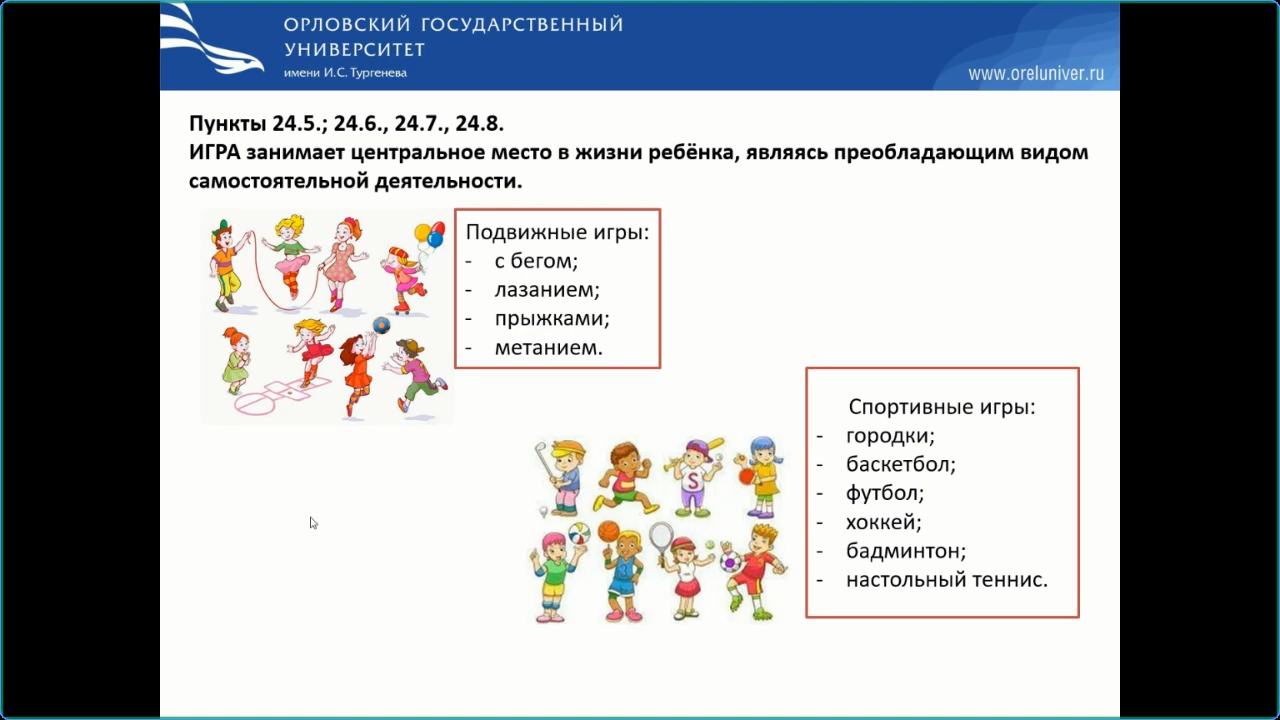 ОРЛОВСКИЙ ГОСУДАРСТВЕННЫЙ
УНИВЕРСИТЕТ
имени И.С. Тургенева
www.oreluniver.ru
Пункты 24.5.; 24.6., 24.7., 24.8.
ИГРА занимает центральное место в жизни ребёнка, являясь преобладающим видом
самостоятельной деятельности.
Подвижные игры:
- с бегом;
- лазанием;
- прыжками;
- метанием.
Спортивные игры:
- городки;
- баскетбол;
- футбол;
- хоккей;
- бадминтон;
- настольный теннис.
S